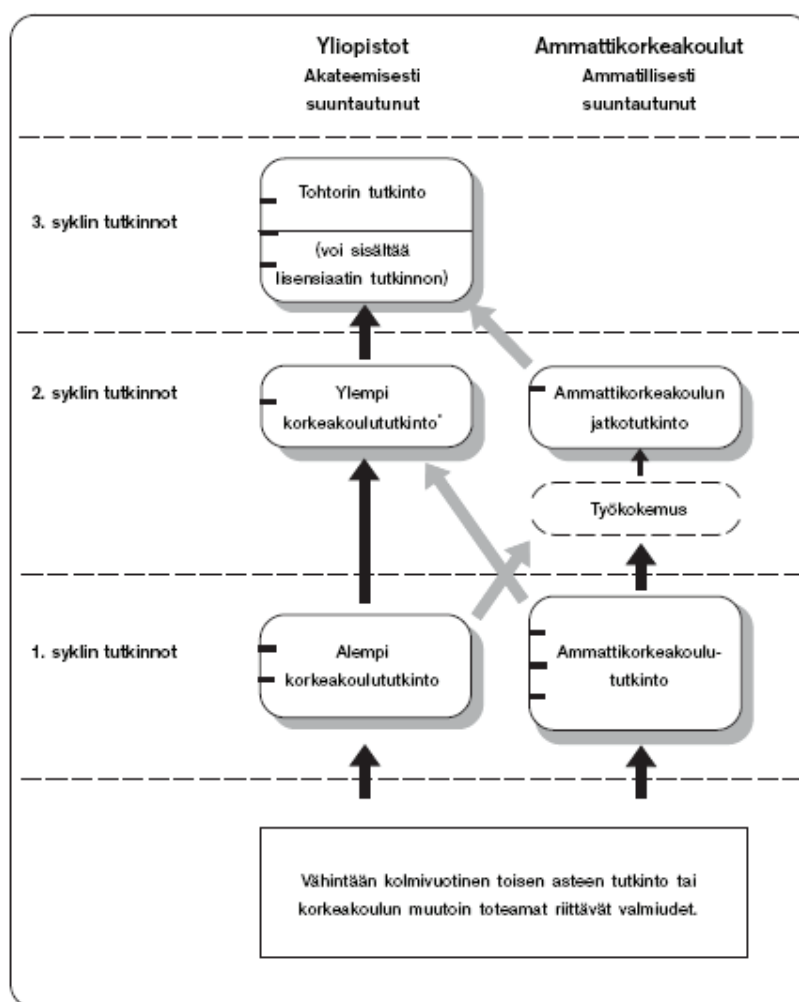 Yliopistot
Akateemisesti
suuntautunut
Ammattikorkeakoulut
Ammatillisesti
suuntautunut
3. syklin tutkinnot
Tohtorin tutkinto
(voi sisältää
lisensiaatin tutkinnon)
2. syklin tutkinnot
Ylempi
korkeakoulututkinto*
Ammattikorkeakoulun
jatkotutkinto
Työkokemus
1. syklin tutkinnot
Alempi
korkeakoulututkinto
Ammattikorkeakoulu-
tutkinto
Vähintään kolmivuotinen toisen asteen tutkinto tai
korkeakoulun muutoin toteamat riittävät valmiudet.